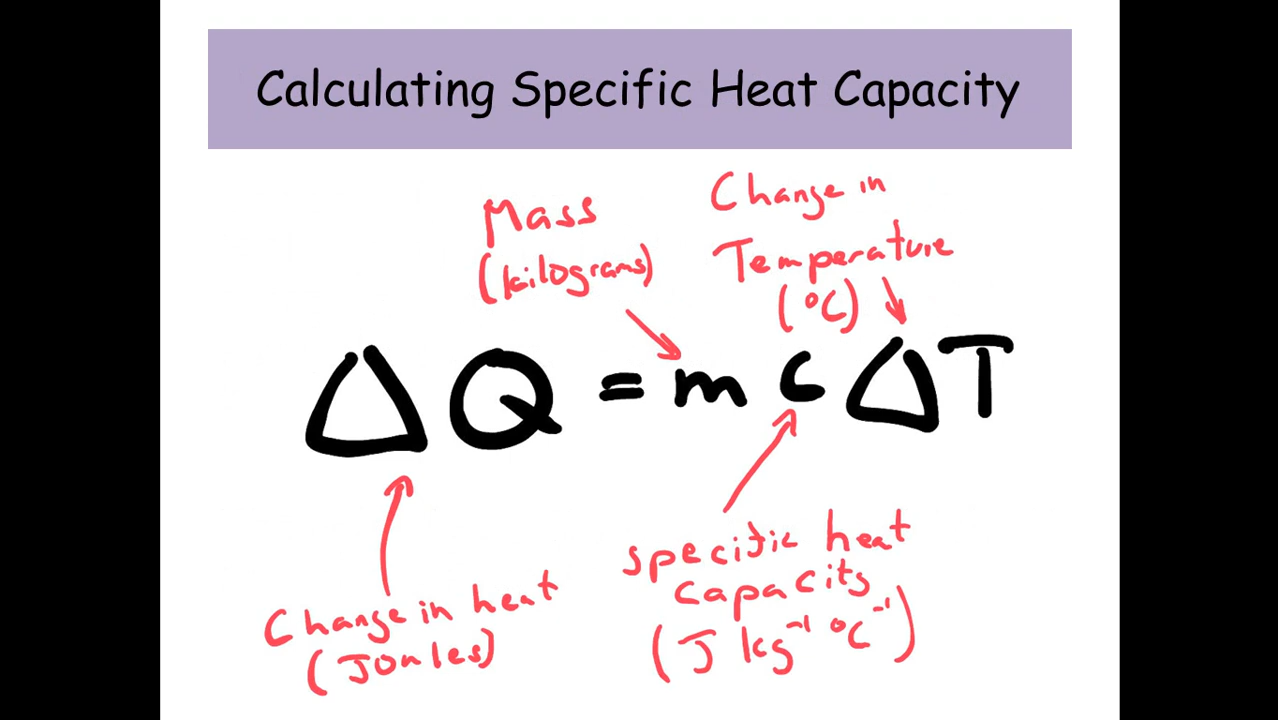 Calculating Specific Heat Capacity
Mass
(kilograms)
Change in
Temperature
(°C)
ΔQ = mcΔT
Change in heat
(Joules)
specific heat
capacity
(J kg⁻¹ °C⁻¹)